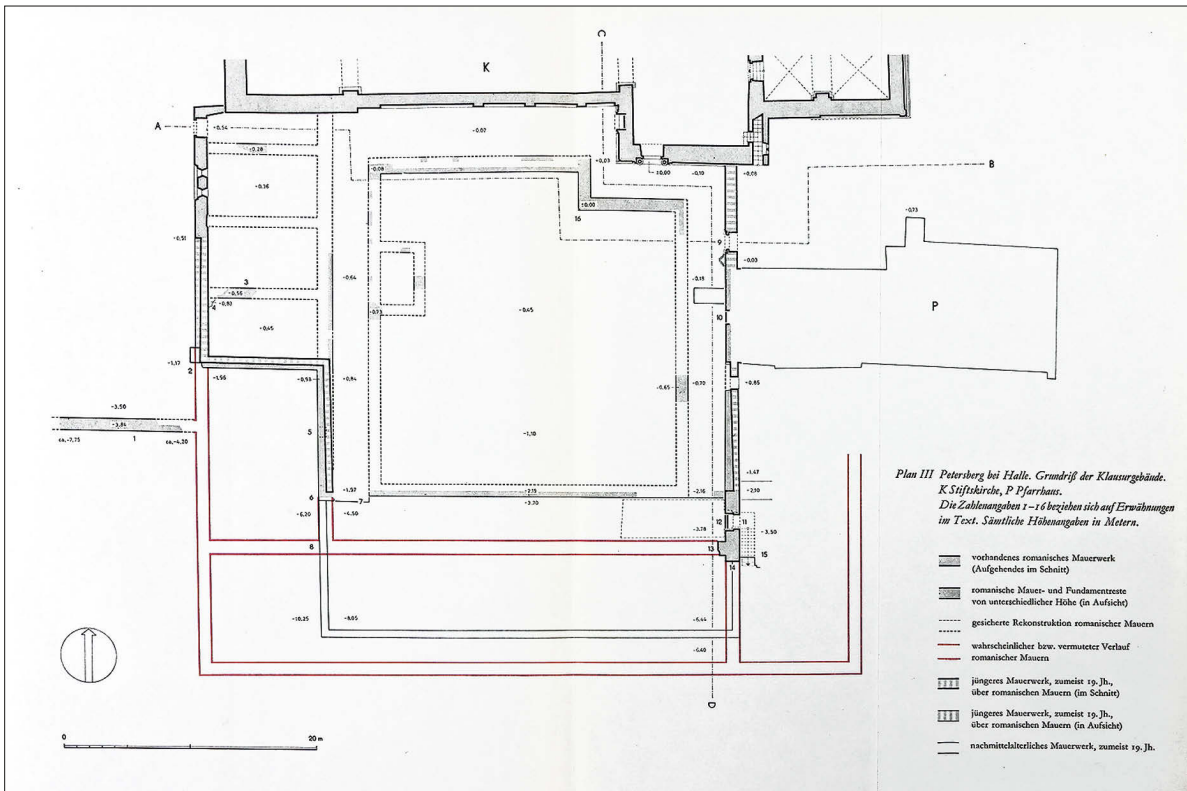 C
K
A
-0,54
-0,07
-0,28
-0,08
-0,03
±0,00
-0,10
-0,05
B
-0,36
±0,00
16
-0,73
-0,51
9
-0,03
-0,64
-0,18
3
-0,56
-0,80
4
-0,73
-0,45
10
P
-0,45
-1,17
2
-1,96
-0,93
-0,84
-0,65
-0,70
+0,85
-3,50
-3,84
1
ca.-7,75
ca.-4,20
5
-1,10
-1,47
-1,57
6
7
-2,16
-2,10
-3,70
-6,20
-6,50
12
11
-3,78
-3,50
8
13
15
14
-10,25
-8,05
-6,44
-6,40
D
0
20 m
Plan III Petersberg bei Halle. Grundriß der Klausurgebäude.
K Stiftskirche, P Pfarrhaus.
Die Zahlenangaben 1–16 beziehen sich auf Erwähnungen
im Text. Sämtliche Höhenangaben in Metern.
vorhandenes romanisches Mauerwerk
(Aufgehendes im Schnitt)
romanische Mauer- und Fundamentreste
von unterschiedlicher Höhe (in Aufsicht)
gesicherte Rekonstruktion romanischer Mauern
wahrscheinlicher bzw. vermuteter Verlauf
romanischer Mauern
jüngeres Mauerwerk, zumeist 19. Jh.,
über romanischen Mauern (im Schnitt)
jüngeres Mauerwerk, zumeist 19. Jh.,
über romanischen Mauern (in Aufsicht)
nachmittelalterliches Mauerwerk, zumeist 19. Jh.